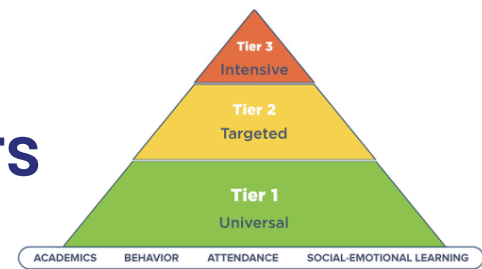 Tier 3
Intensive
Tier 2
Targeted
TS
Tier 1
Universal
ACADEMICS BEHAVIOR ATTENDANCE SOCIAL-EMOTIONAL LEARNING